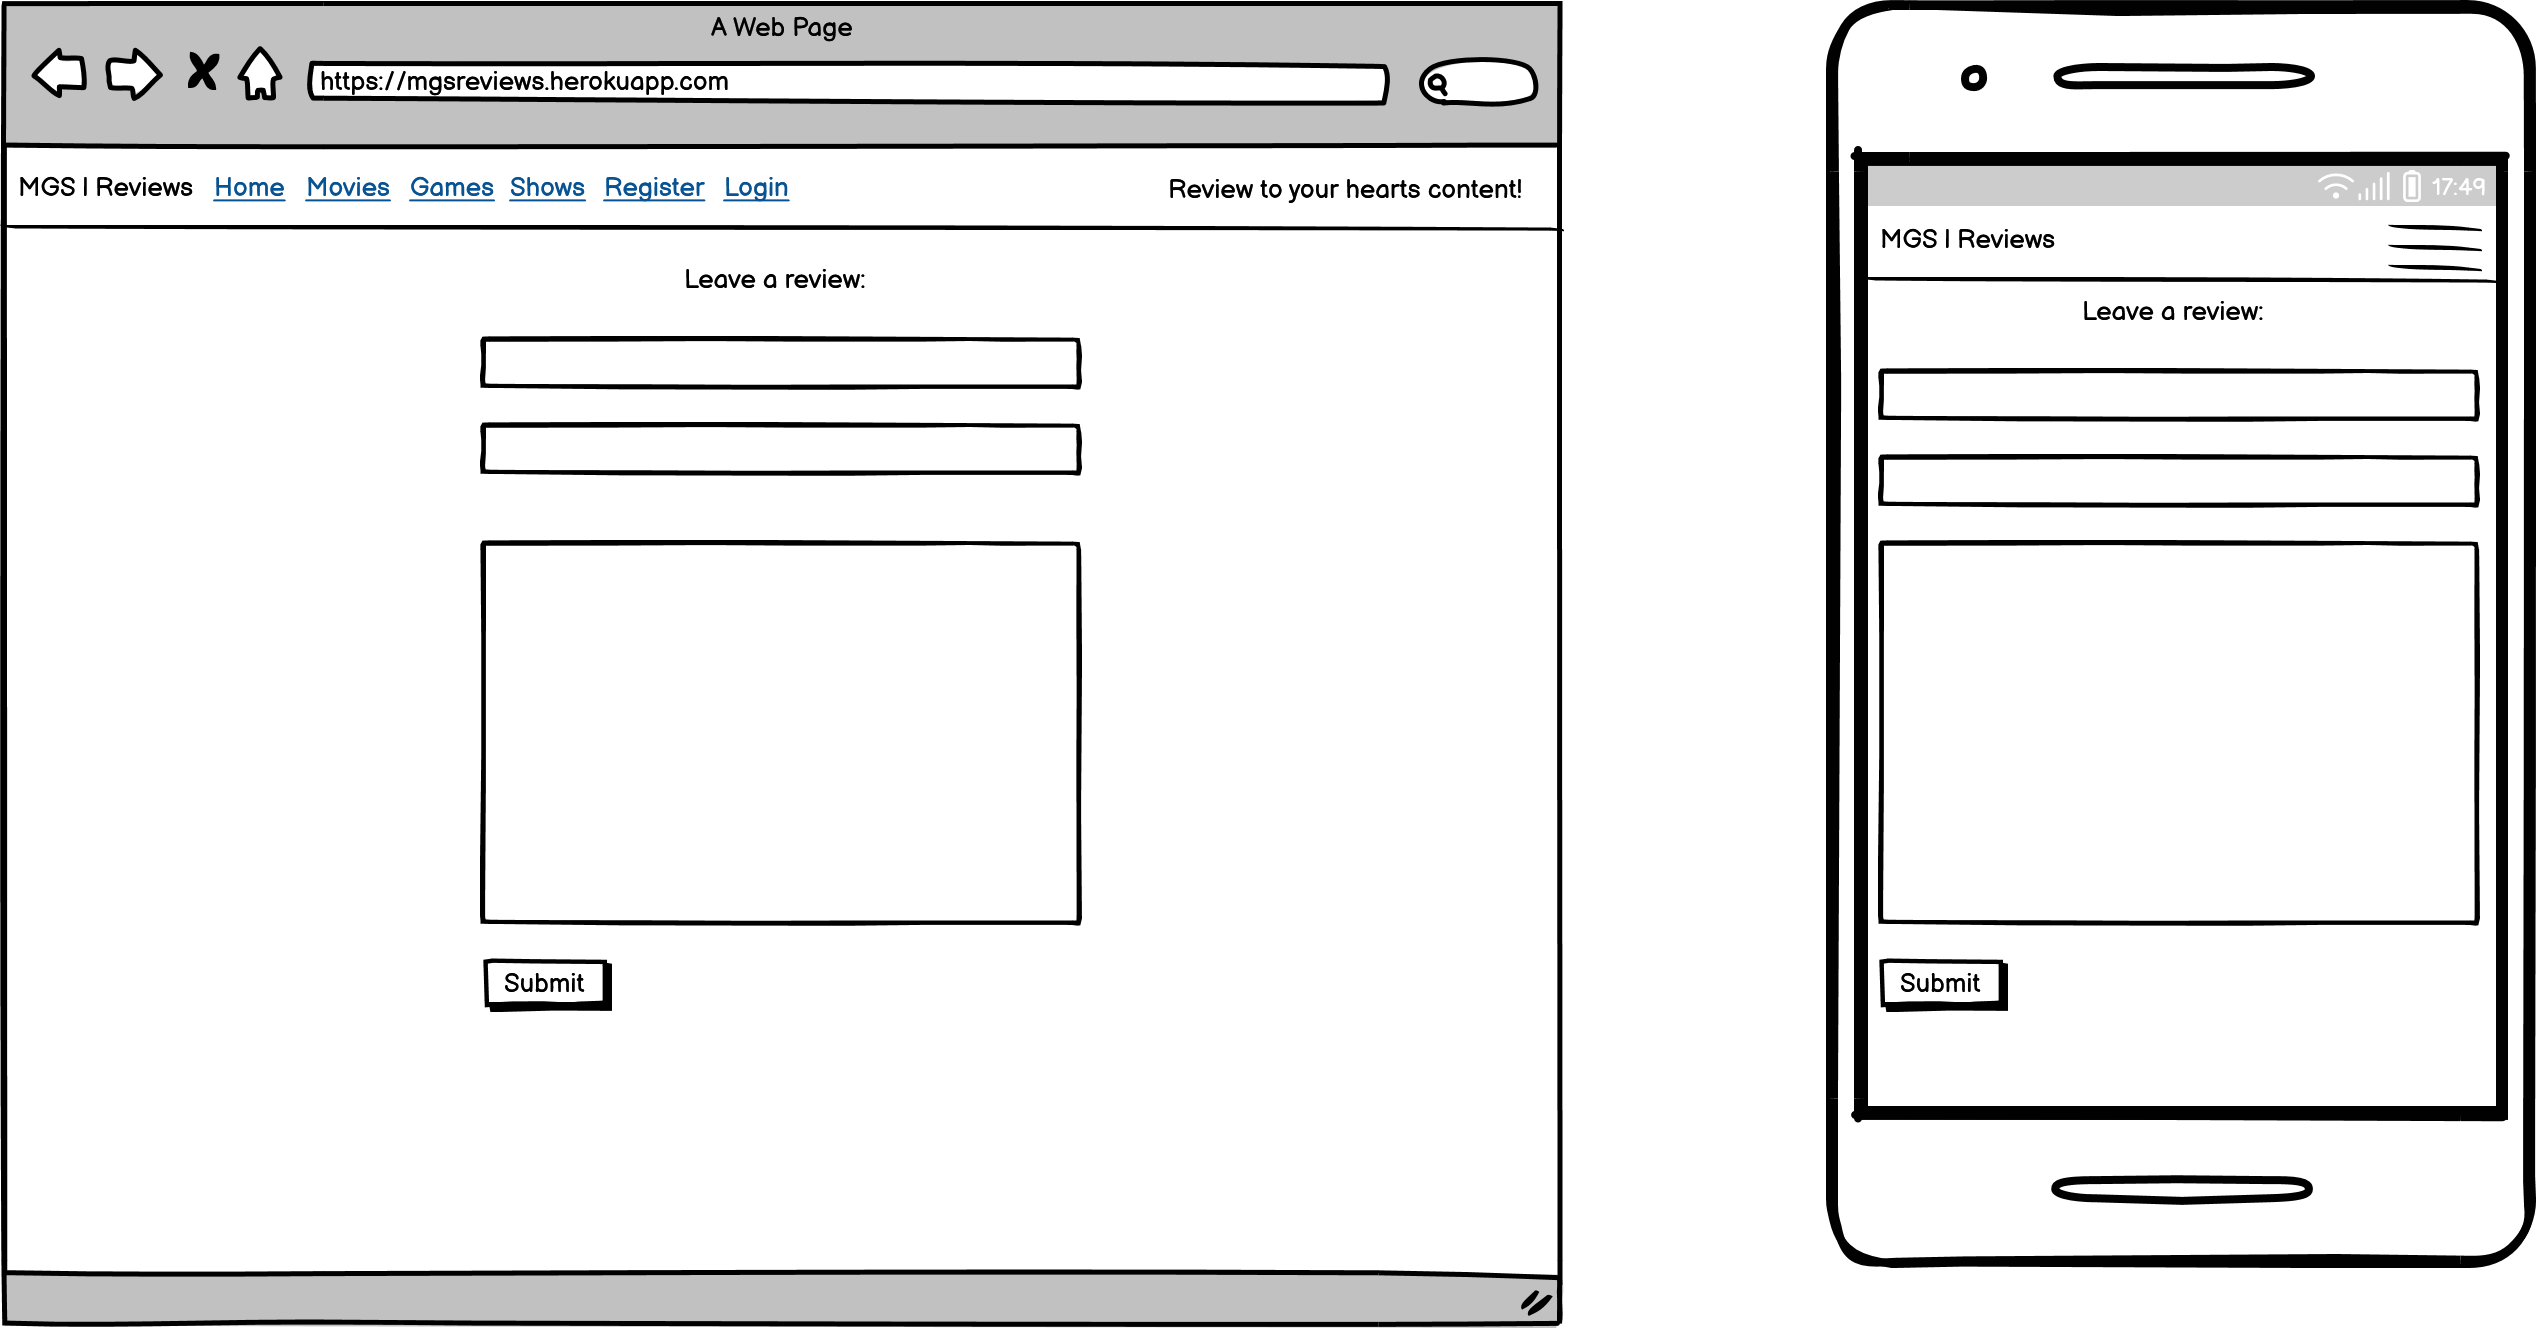 A Web Page
https://mgsreviews.herokuapp.com
MGS | Reviews Home Movies Games Shows Register Login Review to your hearts content!
Leave a review:
Submit
17:49
MGS | Reviews
Leave a review:
Submit